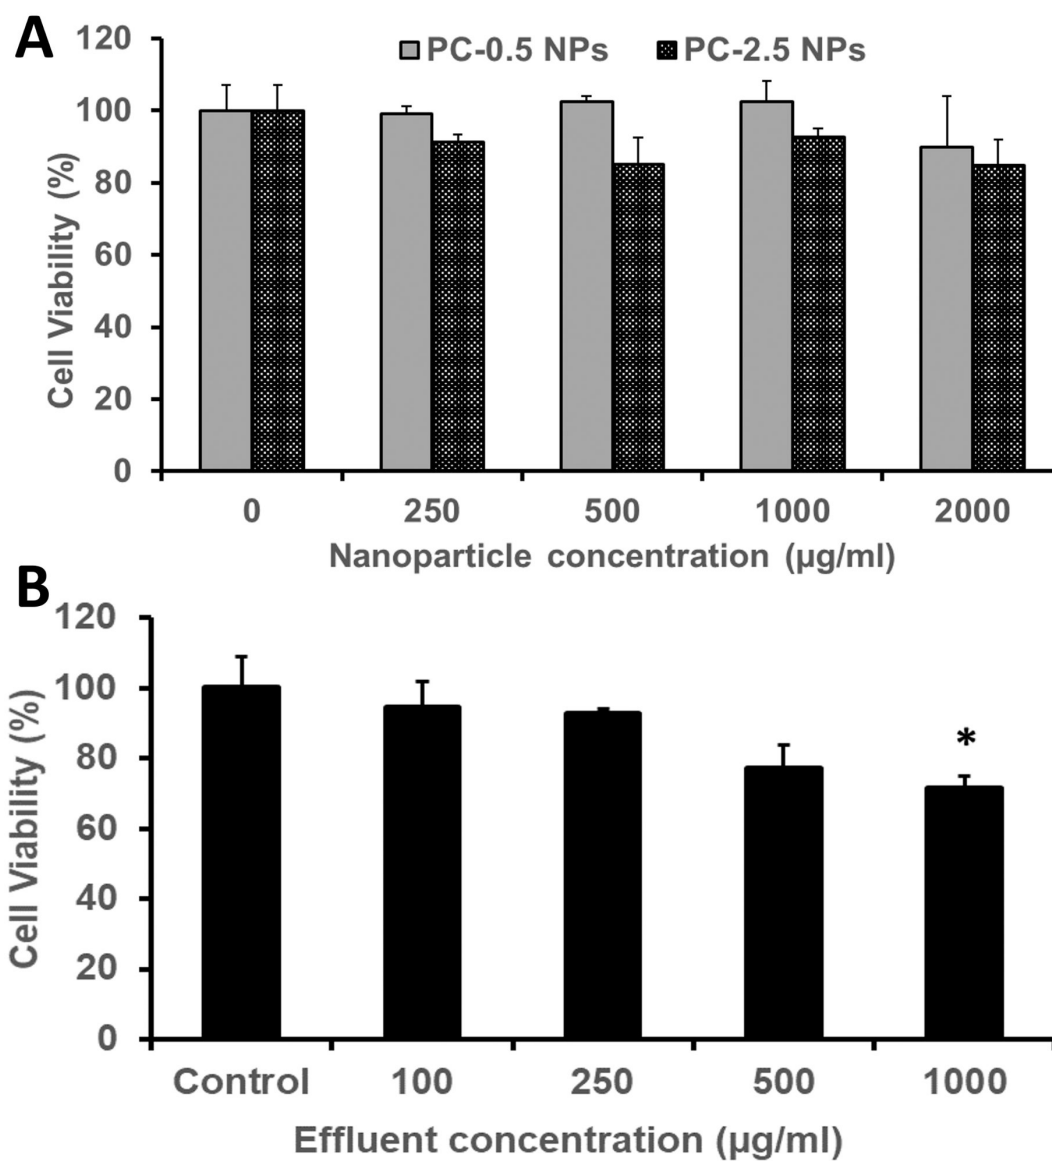 A
120
PC-0.5 NPs
PC-2.5 NPs
100
80
60
40
20
0
Cell Viability (%)
0 250 500 1000 2000
Nanoparticle concentration (µg/ml)
B
120
100
80
60
40
20
0
Cell Viability (%)
*
Control 100 250 500 1000
Effluent concentration (µg/ml)